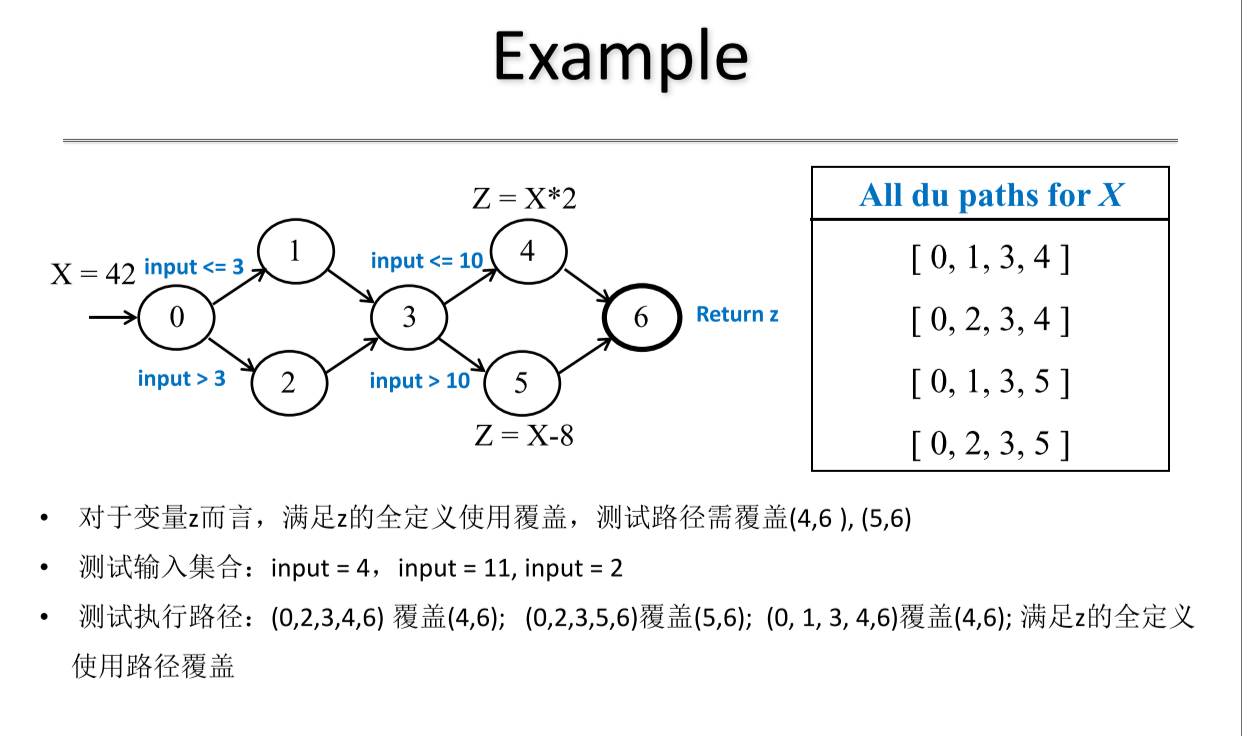 Example
Z = X*2
X = 42
input <= 3
1
input <= 10
4
0
3
6
Return z
input > 3
2
input > 10
5
Z = X-8
All du paths for X
[ 0, 1, 3, 4 ]
[ 0, 2, 3, 4 ]
[ 0, 1, 3, 5 ]
[ 0, 2, 3, 5 ]
• 对于变量z而言，满足z的全定义使用覆盖，测试路径需覆盖(4,6 ), (5,6)
• 测试输入集合：input = 4，input = 11, input = 2
• 测试执行路径：(0,2,3,4,6) 覆盖(4,6); (0,2,3,5,6)覆盖(5,6); (0, 1, 3, 4,6)覆盖(4,6); 满足z的全定义
使用路径覆盖